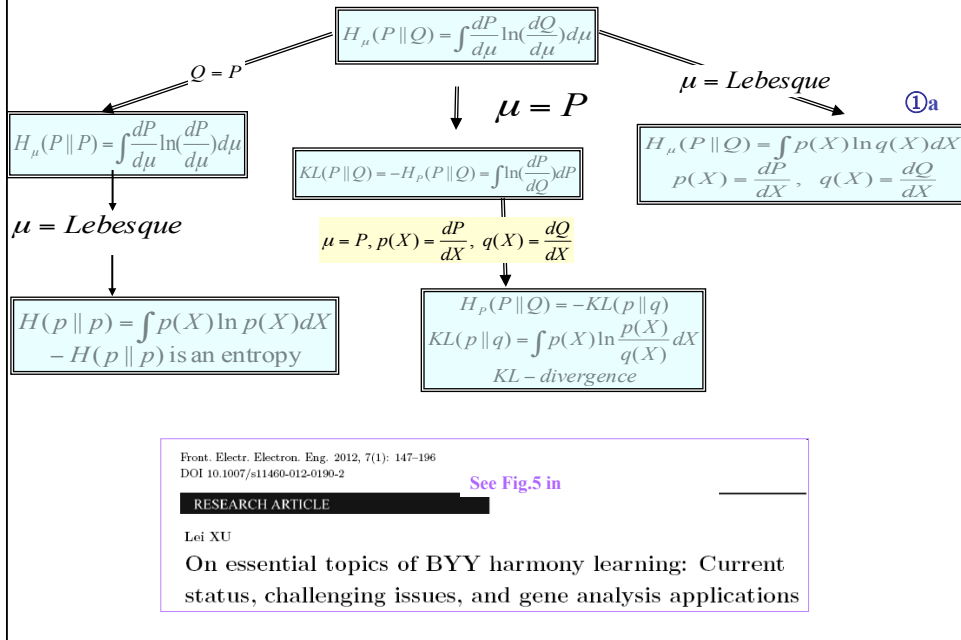 H_μ(P || Q) = ∫ dP/dμ ln(dQ/dμ)dμ
Q = P
μ = P
μ = Lebesque
①a
H_μ(P || P) = ∫ dP/dμ ln(dP/dμ)dμ
KL(P || Q) = −H_P(P || Q) = ∫ ln(dP/dQ)dP
H_μ(P || Q) = ∫ p(X) ln q(X)dX
p(X) = dP/dX , q(X) = dQ/dX
μ = Lebesque
μ = P, p(X) = dP/dX, q(X) = dQ/dX
H(p || p) = ∫ p(X) ln p(X)dX
− H(p || p) is an entropy
H_P(P || Q) = −KL(p || q)
KL(p || q) = ∫ p(X) ln p(X)/q(X) dX
KL − divergence
Front. Electr. Electron. Eng. 2012, 7(1): 147–196
DOI 10.1007/s11460-012-0190-2
See Fig.5 in
RESEARCH ARTICLE
Lei XU
On essential topics of BYY harmony learning: Current
status, challenging issues, and gene analysis applications